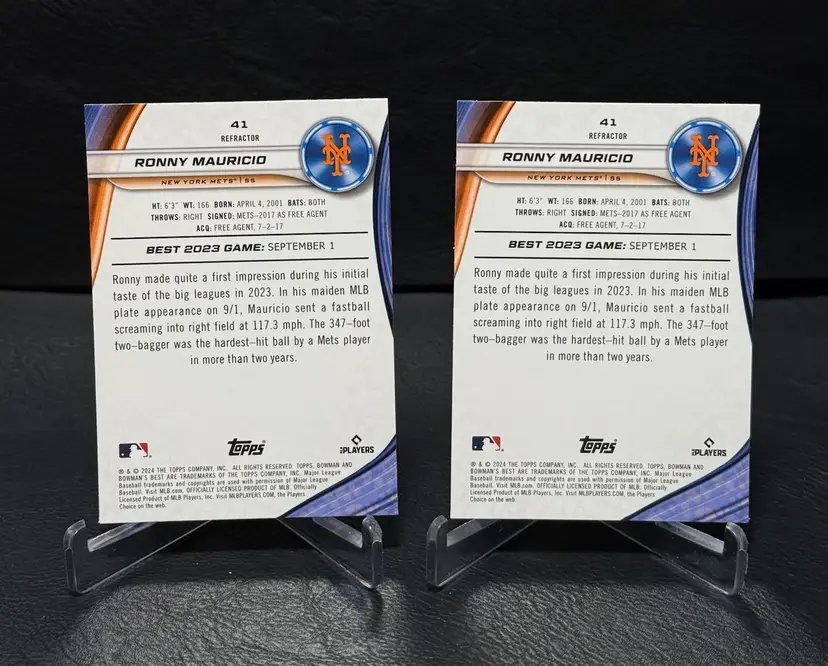 41
REFRACTOR
RONNY MAURICIO
NEW YORK METS® | SS
NY
HT: 6'3" WT: 166 BORN: APRIL 4, 2001 BATS: BOTH
THROWS: RIGHT SIGNED: METS–2017 AS FREE AGENT
ACQ: FREE AGENT, 7–2–17
BEST 2023 GAME: SEPTEMBER 1
Ronny made quite a first impression during his initial
taste of the big leagues in 2023. In his maiden MLB
plate appearance on 9/1, Mauricio sent a fastball
screaming into right field at 117.3 mph. The 347–foot
two–bagger was the hardest–hit ball by a Mets player
in more than two years.
Topps®
MLBPLAYERS
® & © 2024 THE TOPPS COMPANY, INC. ALL RIGHTS RESERVED. TOPPS, BOWMAN AND
BOWMAN'S BEST ARE TRADEMARKS OF THE TOPPS COMPANY, INC. Major League
Baseball trademarks and copyrights are used with permission of Major League
Baseball. Visit MLB.com. OFFICIALLY LICENSED PRODUCT OF MLB. Officially
Licensed Product of MLB Players, Inc. Visit MLBPLAYERS.COM, the Players
Choice on the web.
41
REFRACTOR
RONNY MAURICIO
NEW YORK METS® | SS
NY
HT: 6'3" WT: 166 BORN: APRIL 4, 2001 BATS: BOTH
THROWS: RIGHT SIGNED: METS–2017 AS FREE AGENT
ACQ: FREE AGENT, 7–2–17
BEST 2023 GAME: SEPTEMBER 1
Ronny made quite a first impression during his initial
taste of the big leagues in 2023. In his maiden MLB
plate appearance on 9/1, Mauricio sent a fastball
screaming into right field at 117.3 mph. The 347–foot
two–bagger was the hardest–hit ball by a Mets player
in more than two years.
Topps®
MLBPLAYERS
® & © 2024 THE TOPPS COMPANY, INC. ALL RIGHTS RESERVED. TOPPS, BOWMAN AND
BOWMAN'S BEST ARE TRADEMARKS OF THE TOPPS COMPANY, INC. Major League
Baseball trademarks and copyrights are used with permission of Major League
Baseball. Visit MLB.com. OFFICIALLY LICENSED PRODUCT OF MLB. Officially
Licensed Product of MLB Players, Inc. Visit MLBPLAYERS.COM, the Players
Choice on the web.